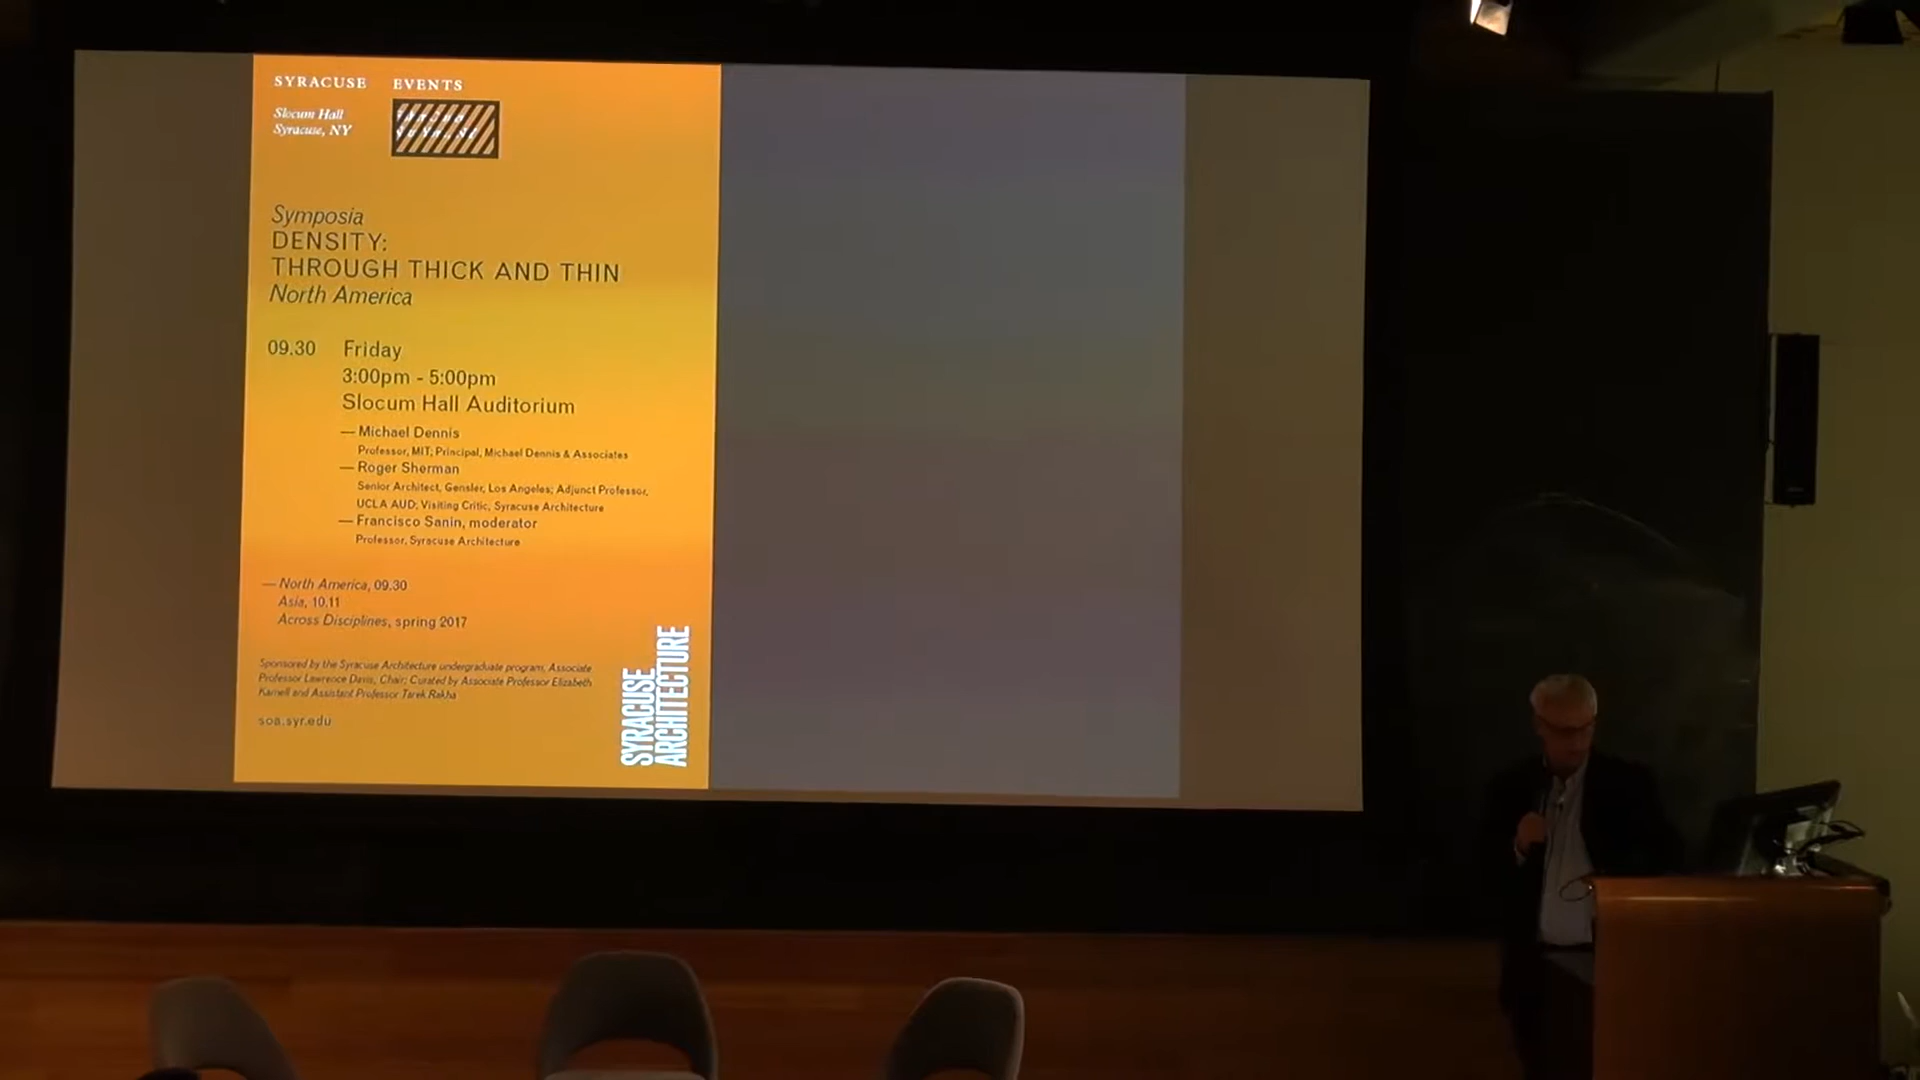 SYRACUSE EVENTS
Slocum Hall
Syracuse, NY
Symposia
DENSITY:
THROUGH THICK AND THIN
North America
09.30 Friday
3:00pm - 5:00pm
Slocum Hall Auditorium
— Michael Dennis
Professor, MIT; Principal, Michael Dennis & Associates
— Roger Sherman
Senior Architect, Gensler, Los Angeles; Adjunct Professor,
UCLA AUD; Visiting Critic, Syracuse Architecture
— Francisco Sanin, moderator
Professor, Syracuse Architecture
— North America, 09.30
Asia, 10.11
Across Disciplines, spring 2017
Sponsored by the Syracuse Architecture undergraduate program, Associate
Professor Lawrence Davis, Chair; Curated by Associate Professor Elizabeth
Kamell and Assistant Professor Tarek Rakha
soa.syr.edu
SYRACUSE
ARCHITECTURE